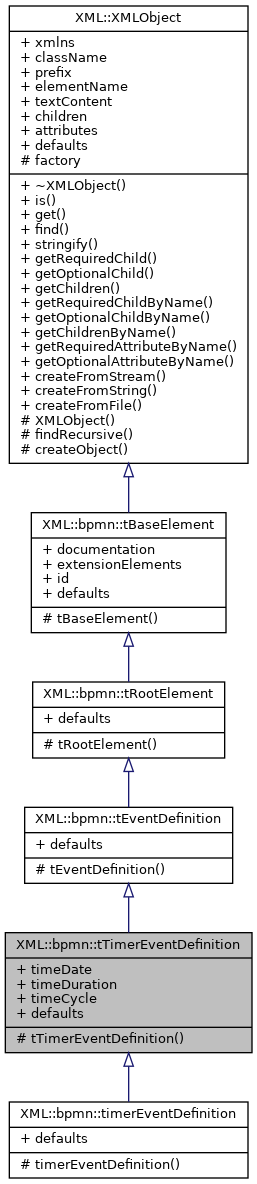 XML::XMLObject
+ xmlns
+ className
+ prefix
+ elementName
+ textContent
+ children
+ attributes
+ defaults
# factory
+ ~XMLObject()
+ is()
+ get()
+ find()
+ stringify()
+ getRequiredChild()
+ getOptionalChild()
+ getChildren()
+ getRequiredChildByName()
+ getOptionalChildByName()
+ getChildrenByName()
+ getRequiredAttributeByName()
+ getOptionalAttributeByName()
+ createFromStream()
+ createFromString()
+ createFromFile()
# XMLObject()
# findRecursive()
# createObject()
XML::bpmn::tBaseElement
+ documentation
+ extensionElements
+ id
+ defaults
# tBaseElement()
XML::bpmn::tRootElement
+ defaults
# tRootElement()
XML::bpmn::tEventDefinition
+ defaults
# tEventDefinition()
XML::bpmn::tTimerEventDefinition
+ timeDate
+ timeDuration
+ timeCycle
+ defaults
# tTimerEventDefinition()
XML::bpmn::timerEventDefinition
+ defaults
# timerEventDefinition()